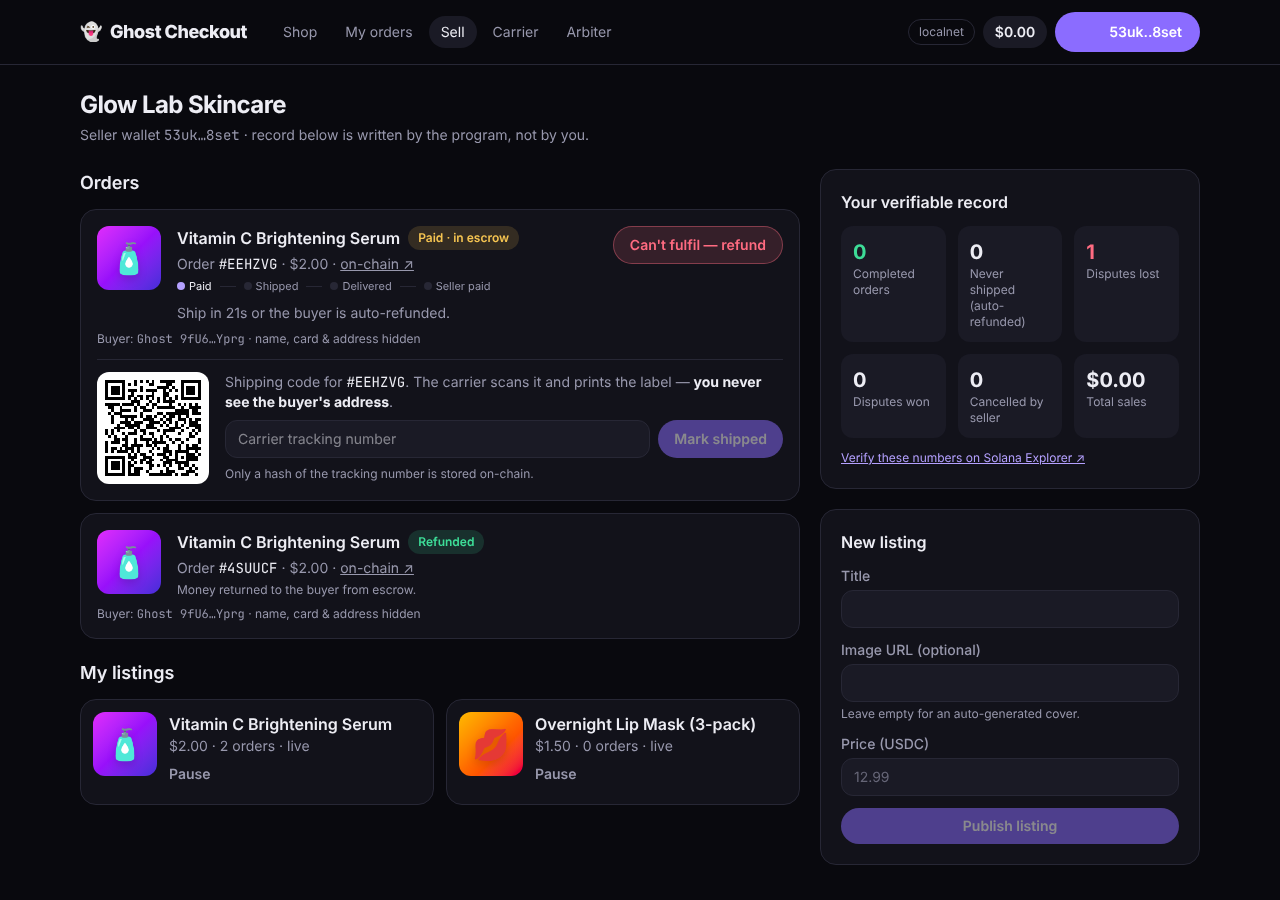 Ghost Checkout
Shop
My orders
Sell
Carrier
Arbiter
localnet
$0.00
53uk..8set
Glow Lab Skincare
Seller wallet 53uk…8set · record below is written by the program, not by you.
Orders
Vitamin C Brightening Serum
Paid · in escrow
Can't fulfil — refund
Order #EEHZVG · $2.00 · on-chain ↗
Paid
Shipped
Delivered
Seller paid
Ship in 21s or the buyer is auto-refunded.
Buyer: Ghost 9fU6…Yprg · name, card & address hidden
Shipping code for #EEHZVG. The carrier scans it and prints the label — you never
see the buyer's address.
Carrier tracking number
Mark shipped
Only a hash of the tracking number is stored on-chain.
Vitamin C Brightening Serum
Refunded
Order #4SUUCF · $2.00 · on-chain ↗
Money returned to the buyer from escrow.
Buyer: Ghost 9fU6…Yprg · name, card & address hidden
My listings
Vitamin C Brightening Serum
$2.00 · 2 orders · live
Pause
Overnight Lip Mask (3-pack)
$1.50 · 0 orders · live
Pause
Your verifiable record
0
Completed
orders
0
Never
shipped
(auto-
refunded)
1
Disputes lost
0
Disputes won
0
Cancelled by
seller
$0.00
Total sales
Verify these numbers on Solana Explorer ↗
New listing
Title
Image URL (optional)
Leave empty for an auto-generated cover.
Price (USDC)
12.99
Publish listing